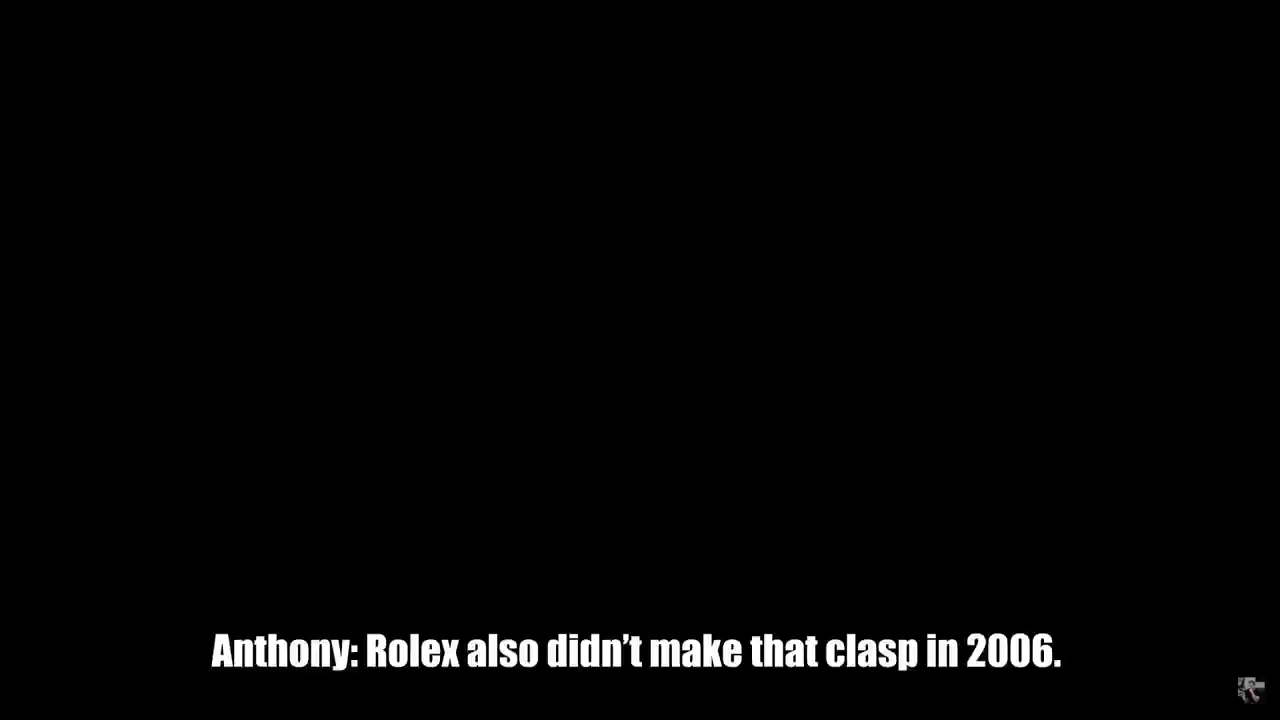 Anthony: Rolex also didn’t make that clasp in 2006.